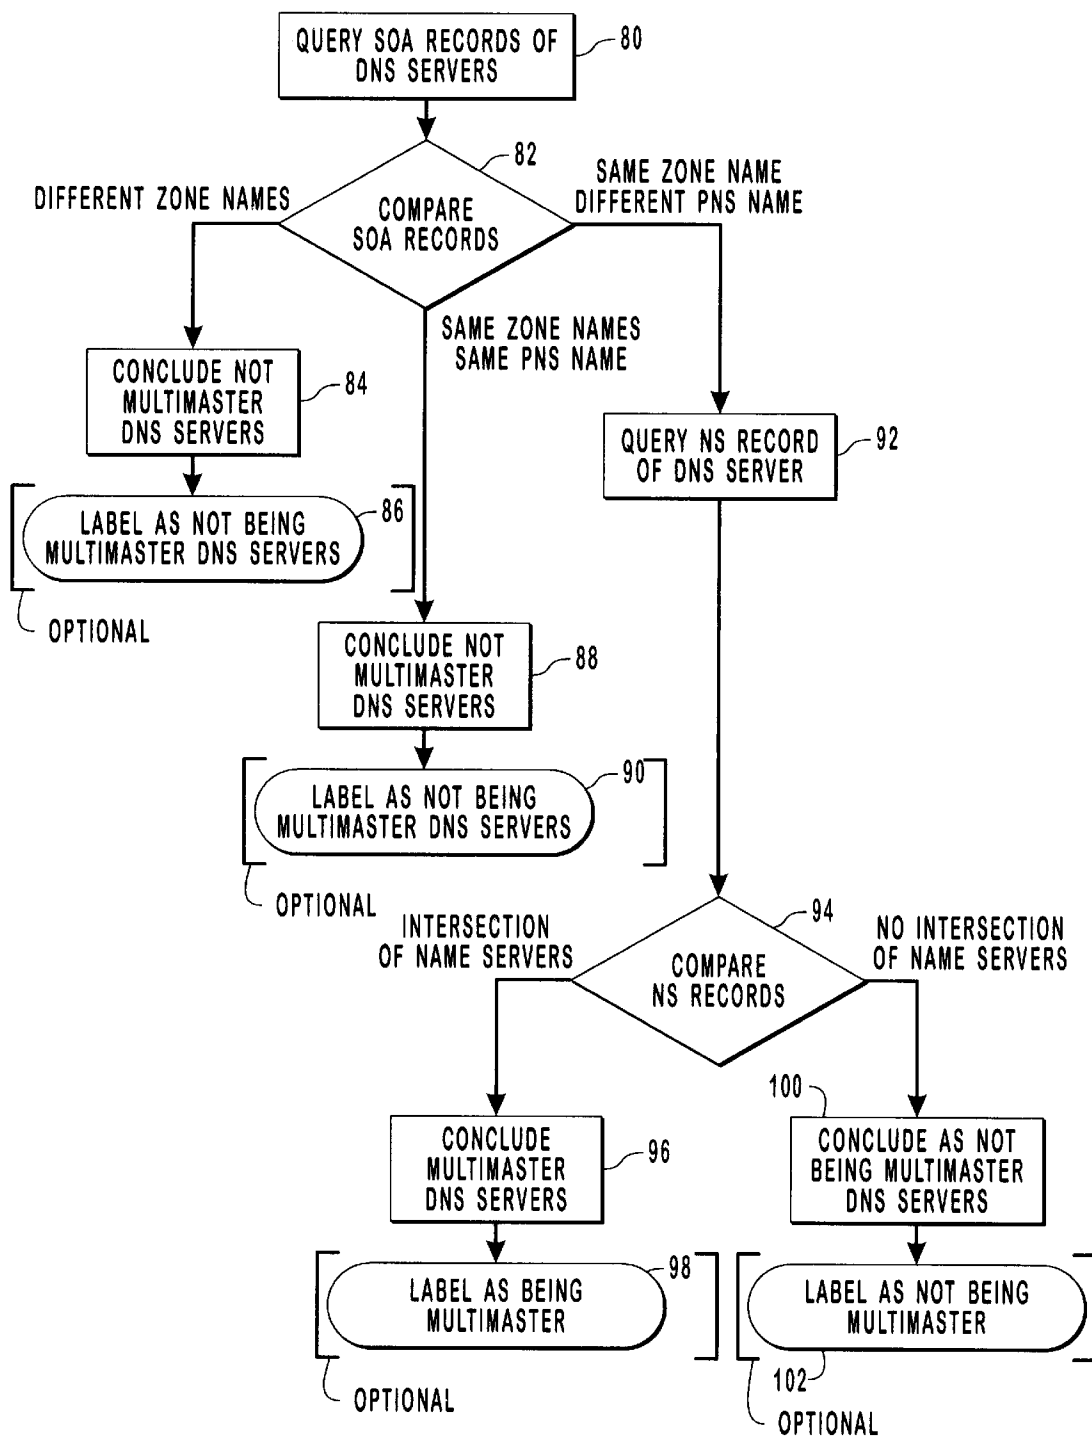 QUERY SOA RECORDS OF
DNS SERVERS
80
82
COMPARE
SOA RECORDS
DIFFERENT ZONE NAMES
SAME ZONE NAME
DIFFERENT PNS NAME
SAME ZONE NAMES
SAME PNS NAME
CONCLUDE NOT
MULTIMASTER
DNS SERVERS
84
LABEL AS NOT BEING
MULTIMASTER DNS SERVERS
86
OPTIONAL
QUERY NS RECORD
OF DNS SERVER
92
CONCLUDE NOT
MULTIMASTER
DNS SERVERS
88
LABEL AS NOT BEING
MULTIMASTER DNS SERVERS
90
OPTIONAL
94
COMPARE
NS RECORDS
INTERSECTION
OF NAME SERVERS
NO INTERSECTION
OF NAME SERVERS
CONCLUDE
MULTIMASTER
DNS SERVERS
96
LABEL AS BEING
MULTIMASTER
98
OPTIONAL
100
CONCLUDE AS NOT
BEING MULTIMASTER
DNS SERVERS
LABEL AS NOT BEING
MULTIMASTER
102
OPTIONAL